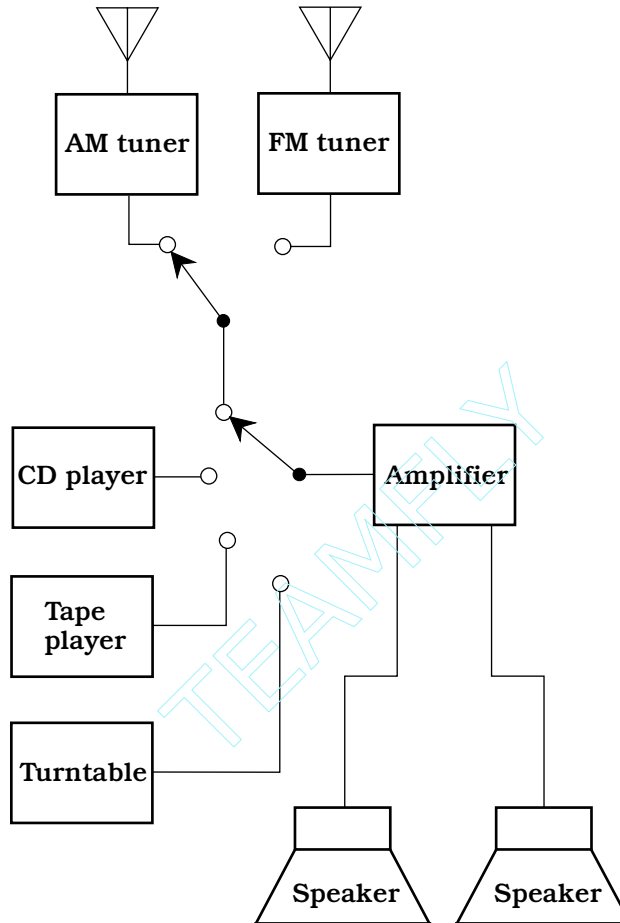 AM tuner
FM tuner
CD player
Amplifier
Tape
player
Turntable
Speaker
Speaker
TEAMFLY